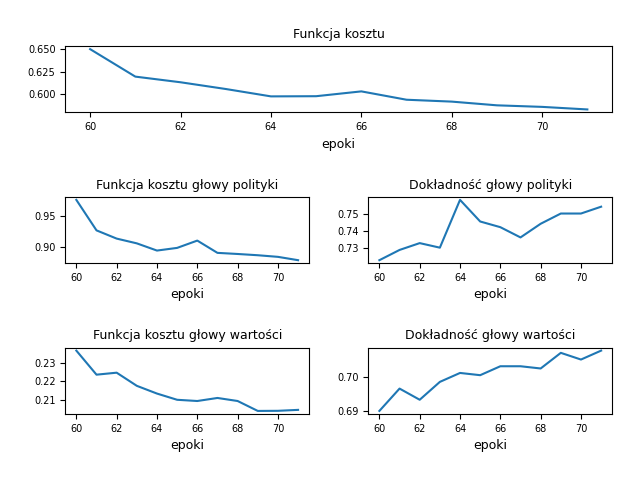 Funkcja kosztu
0.650
0.625
0.600
60 62 64 66 68 70
epoki
Funkcja kosztu głowy polityki
0.95
0.90
60 62 64 66 68 70
epoki
Dokładność głowy polityki
0.75
0.74
0.73
60 62 64 66 68 70
epoki
Funkcja kosztu głowy wartości
0.23
0.22
0.21
60 62 64 66 68 70
epoki
Dokładność głowy wartości
0.70
0.69
60 62 64 66 68 70
epoki